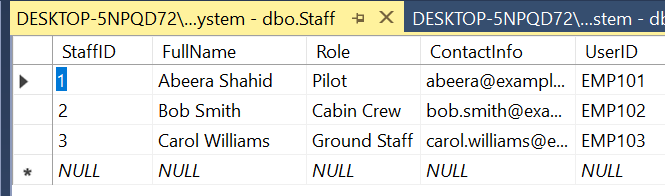 DESKTOP-5NPQD72\...ystem - dbo.Staff DESKTOP-5NPQD72\...stem - db
StaffID FullName Role ContactInfo UserID
1 Abeera Shahid Pilot abeera@exampl... EMP101
2 Bob Smith Cabin Crew bob.smith@exa... EMP102
3 Carol Williams Ground Staff carol.williams@e... EMP103
* NULL NULL NULL NULL NULL